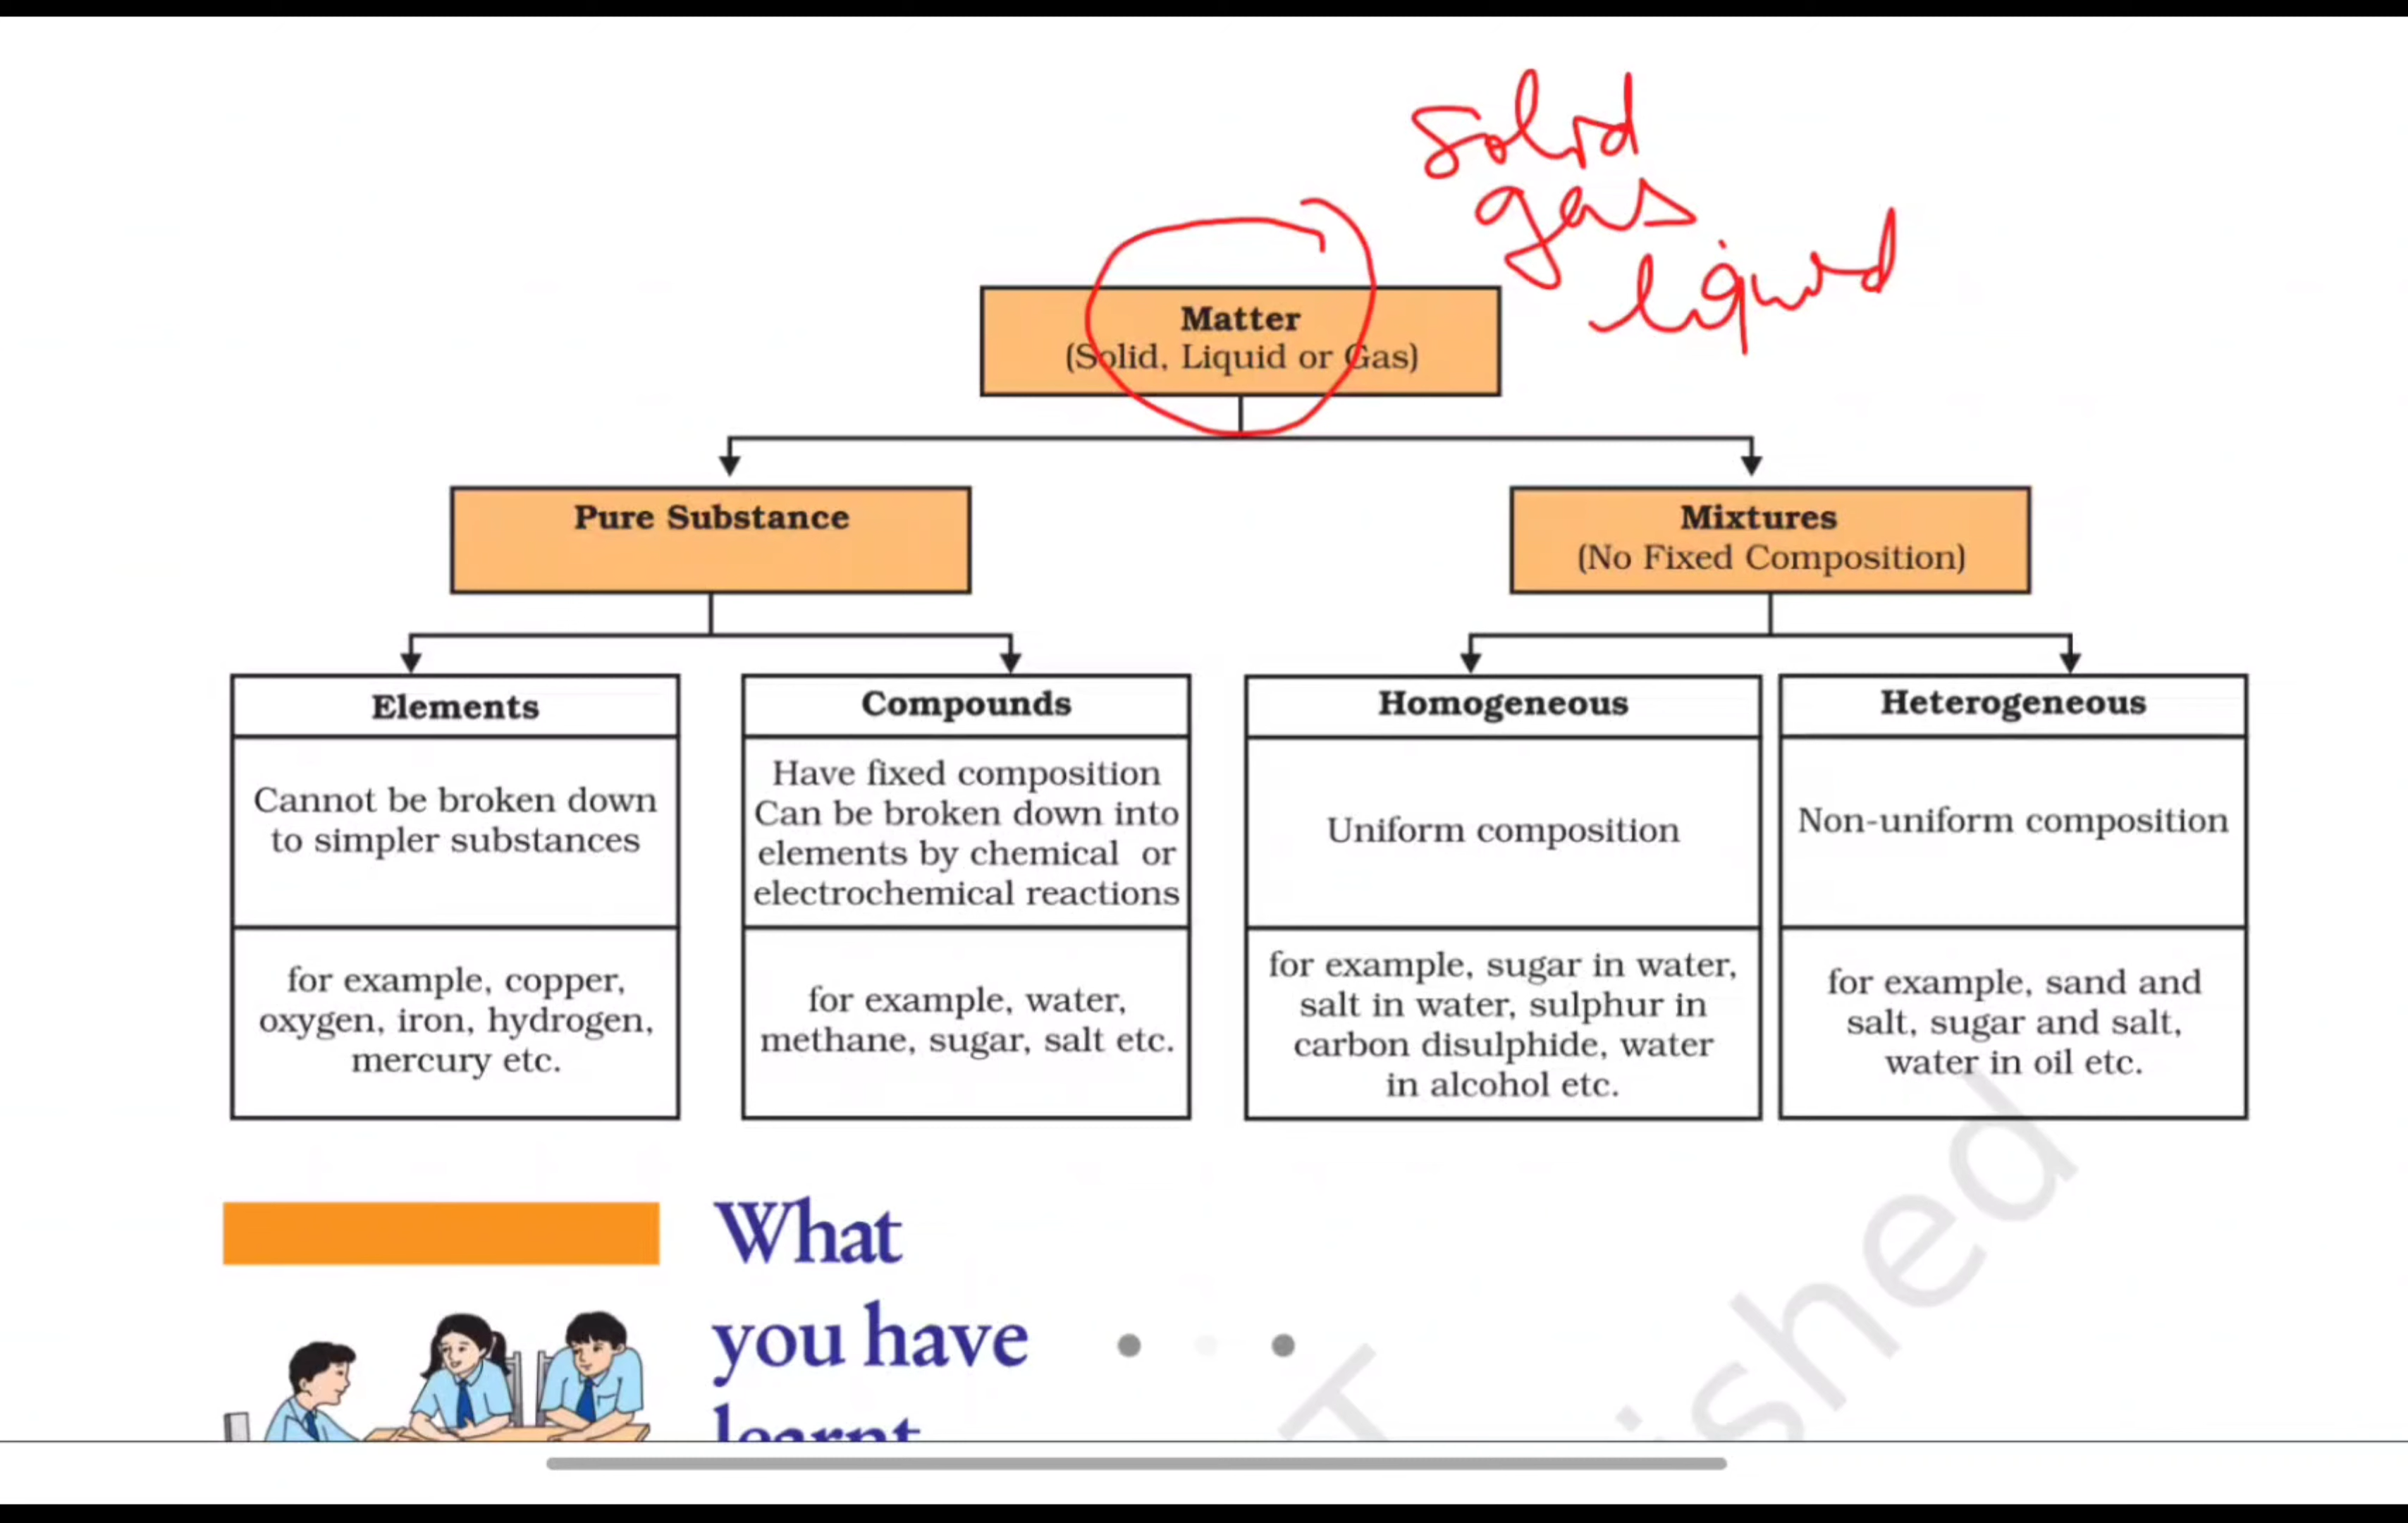 solid
gas
liquid
Matter
(Solid, Liquid or Gas)
Pure Substance
Mixtures
(No Fixed Composition)
Elements
Cannot be broken down
to simpler substances
for example, copper,
oxygen, iron, hydrogen,
mercury etc.
Compounds
Have fixed composition
Can be broken down into
elements by chemical or
electrochemical reactions
for example, water,
methane, sugar, salt etc.
Homogeneous
Uniform composition
for example, sugar in water,
salt in water, sulphur in
carbon disulphide, water
in alcohol etc.
Heterogeneous
Non-uniform composition
for example, sand and
salt, sugar and salt,
water in oil etc.
What
you have
learnt